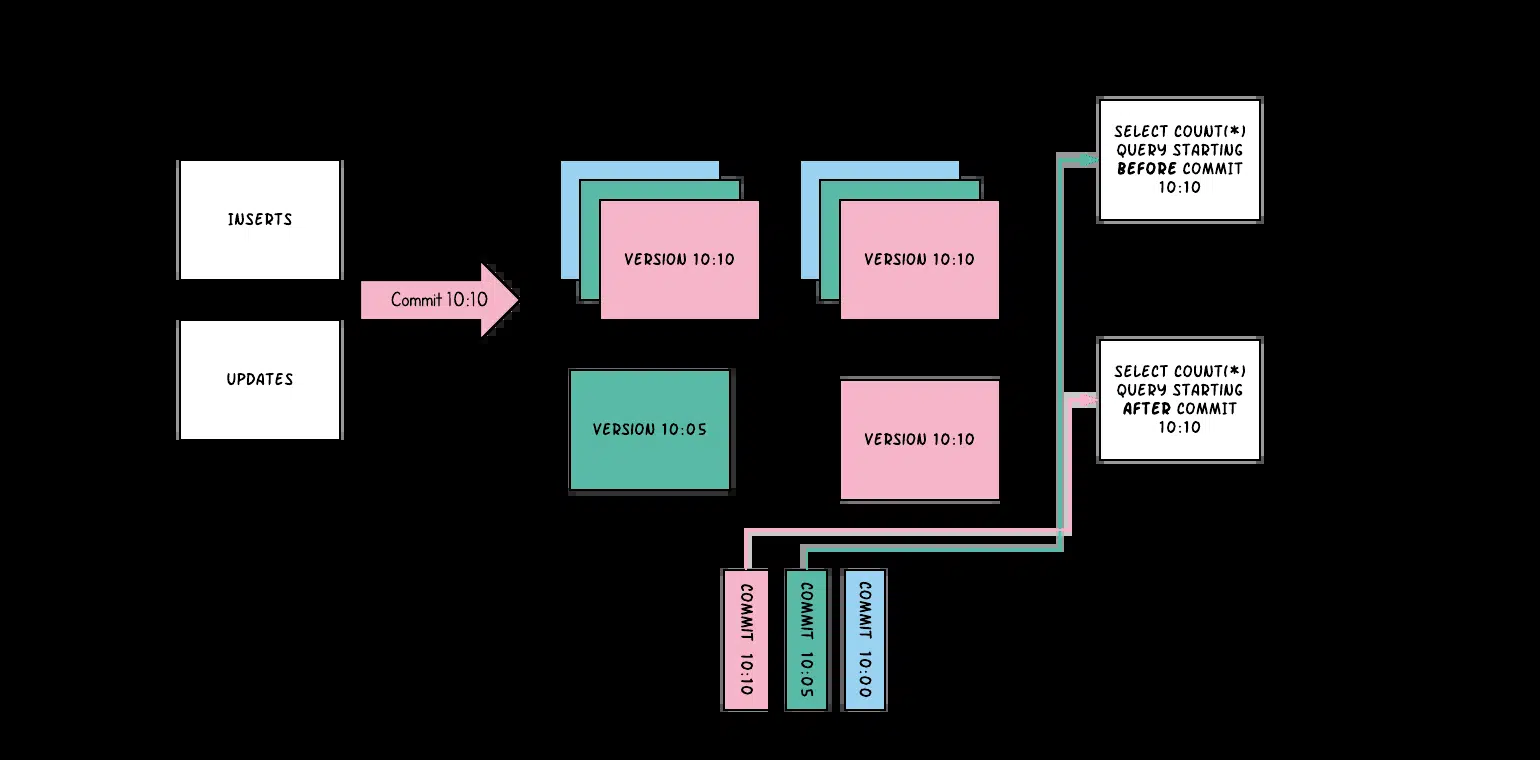 INSERTS
UPDATES
Commit 10:10
VERSION 10:10
VERSION 10:10
VERSION 10:05
VERSION 10:10
SELECT COUNT(*)
QUERY STARTING
BEFORE COMMIT
10:10
SELECT COUNT(*)
QUERY STARTING
AFTER COMMIT
10:10
COMMIT 10:10
COMMIT 10:05
COMMIT 10:00